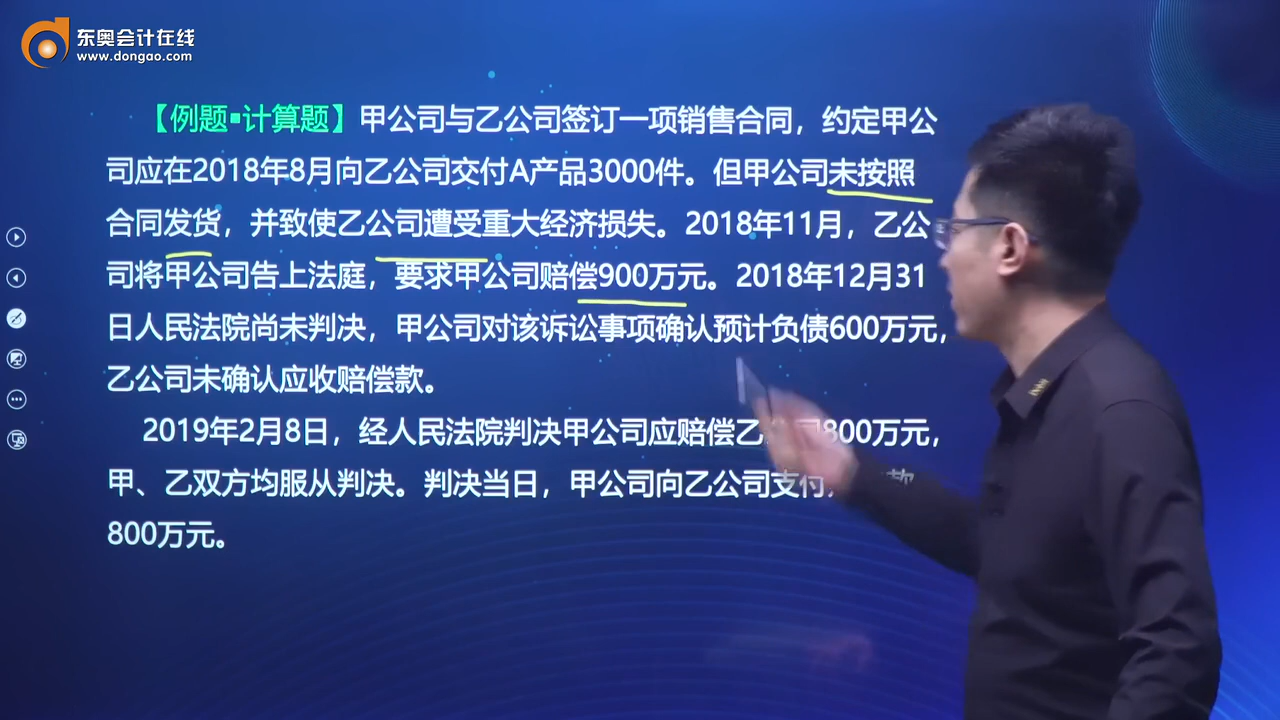 东奥会计在线
www.dongao.com
【例题▪计算题】甲公司与乙公司签订一项销售合同，约定甲公
司应在2018年8月向乙公司交付A产品3000件。但甲公司未按照
合同发货，并致使乙公司遭受重大经济损失。2018年11月，乙公
司将甲公司告上法庭，要求甲公司赔偿900万元。2018年12月31
日人民法院尚未判决，甲公司对该诉讼事项确认预计负债600万元，
乙公司未确认应收赔偿款。
2019年2月8日，经人民法院判决甲公司应赔偿乙 800万元，
甲、乙双方均服从判决。判决当日，甲公司向乙公司支付 款
800万元。